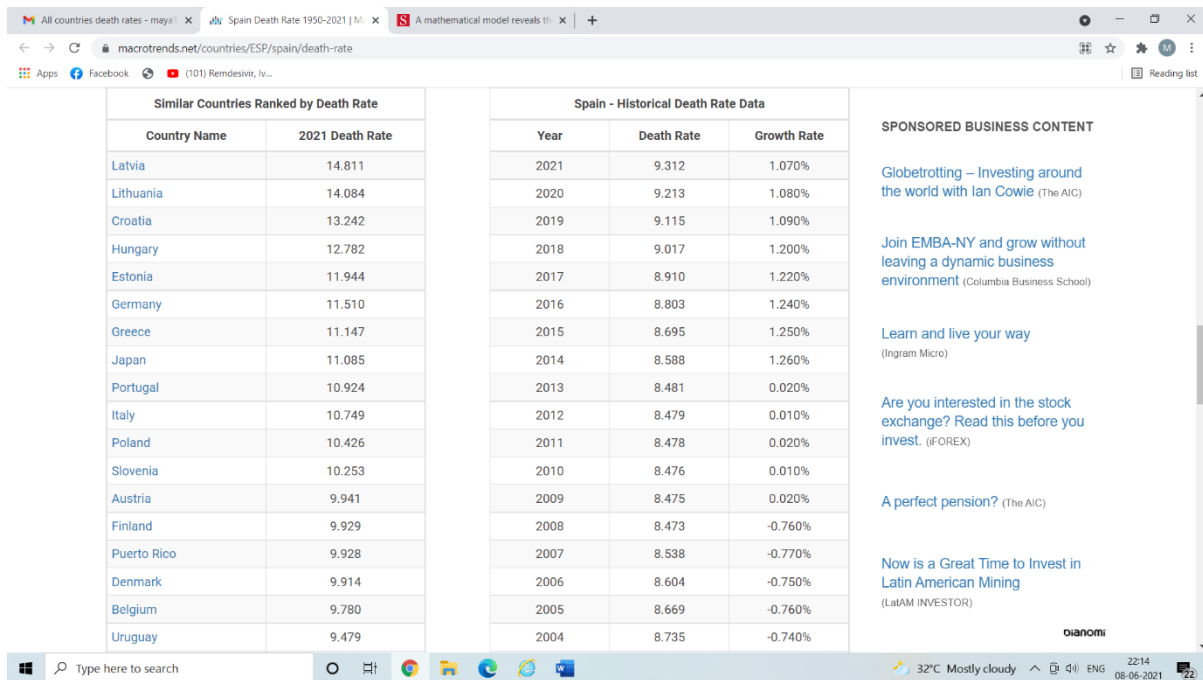 All countries death rates - maya
Spain Death Rate 1950-2021 | M
A mathematical model reveals th
macrotrends.net/countries/ESP/spain/death-rate
M
Apps Facebook (101) Remdesivir, Iv... Reading list
Similar Countries Ranked by Death Rate
Country Name 2021 Death Rate
Latvia 14.811
Lithuania 14.084
Croatia 13.242
Hungary 12.782
Estonia 11.944
Germany 11.510
Greece 11.147
Japan 11.085
Portugal 10.924
Italy 10.749
Poland 10.426
Slovenia 10.253
Austria 9.941
Finland 9.929
Puerto Rico 9.928
Denmark 9.914
Belgium 9.780
Uruguay 9.479
Spain - Historical Death Rate Data
Year Death Rate Growth Rate
2021 9.312 1.070%
2020 9.213 1.080%
2019 9.115 1.090%
2018 9.017 1.200%
2017 8.910 1.220%
2016 8.803 1.240%
2015 8.695 1.250%
2014 8.588 1.260%
2013 8.481 0.020%
2012 8.479 0.010%
2011 8.478 0.020%
2010 8.476 0.010%
2009 8.475 0.020%
2008 8.473 -0.760%
2007 8.538 -0.770%
2006 8.604 -0.750%
2005 8.669 -0.760%
2004 8.735 -0.740%
SPONSORED BUSINESS CONTENT
Globetrotting – Investing around
the world with Ian Cowie (The AIC)
Join EMBA-NY and grow without
leaving a dynamic business
environment (Columbia Business School)
Learn and live your way
(Ingram Micro)
Are you interested in the stock
exchange? Read this before you
invest. (iFOREX)
A perfect pension? (The AIC)
Now is a Great Time to Invest in
Latin American Mining
(LatAM INVESTOR)
bianomi
Type here to search
32°C Mostly cloudy ENG
22:14
08-06-2021
22